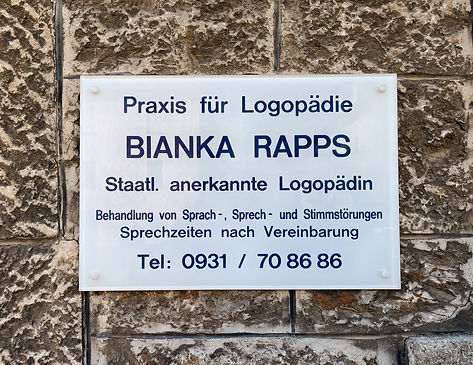 Praxis für Logopädie
BIANKA RAPPS
Staatl. anerkannte Logopädin
Behandlung von Sprach-, Sprech- und Stimmstörungen
Sprechzeiten nach Vereinbarung
Tel: 0931 / 70 86 86